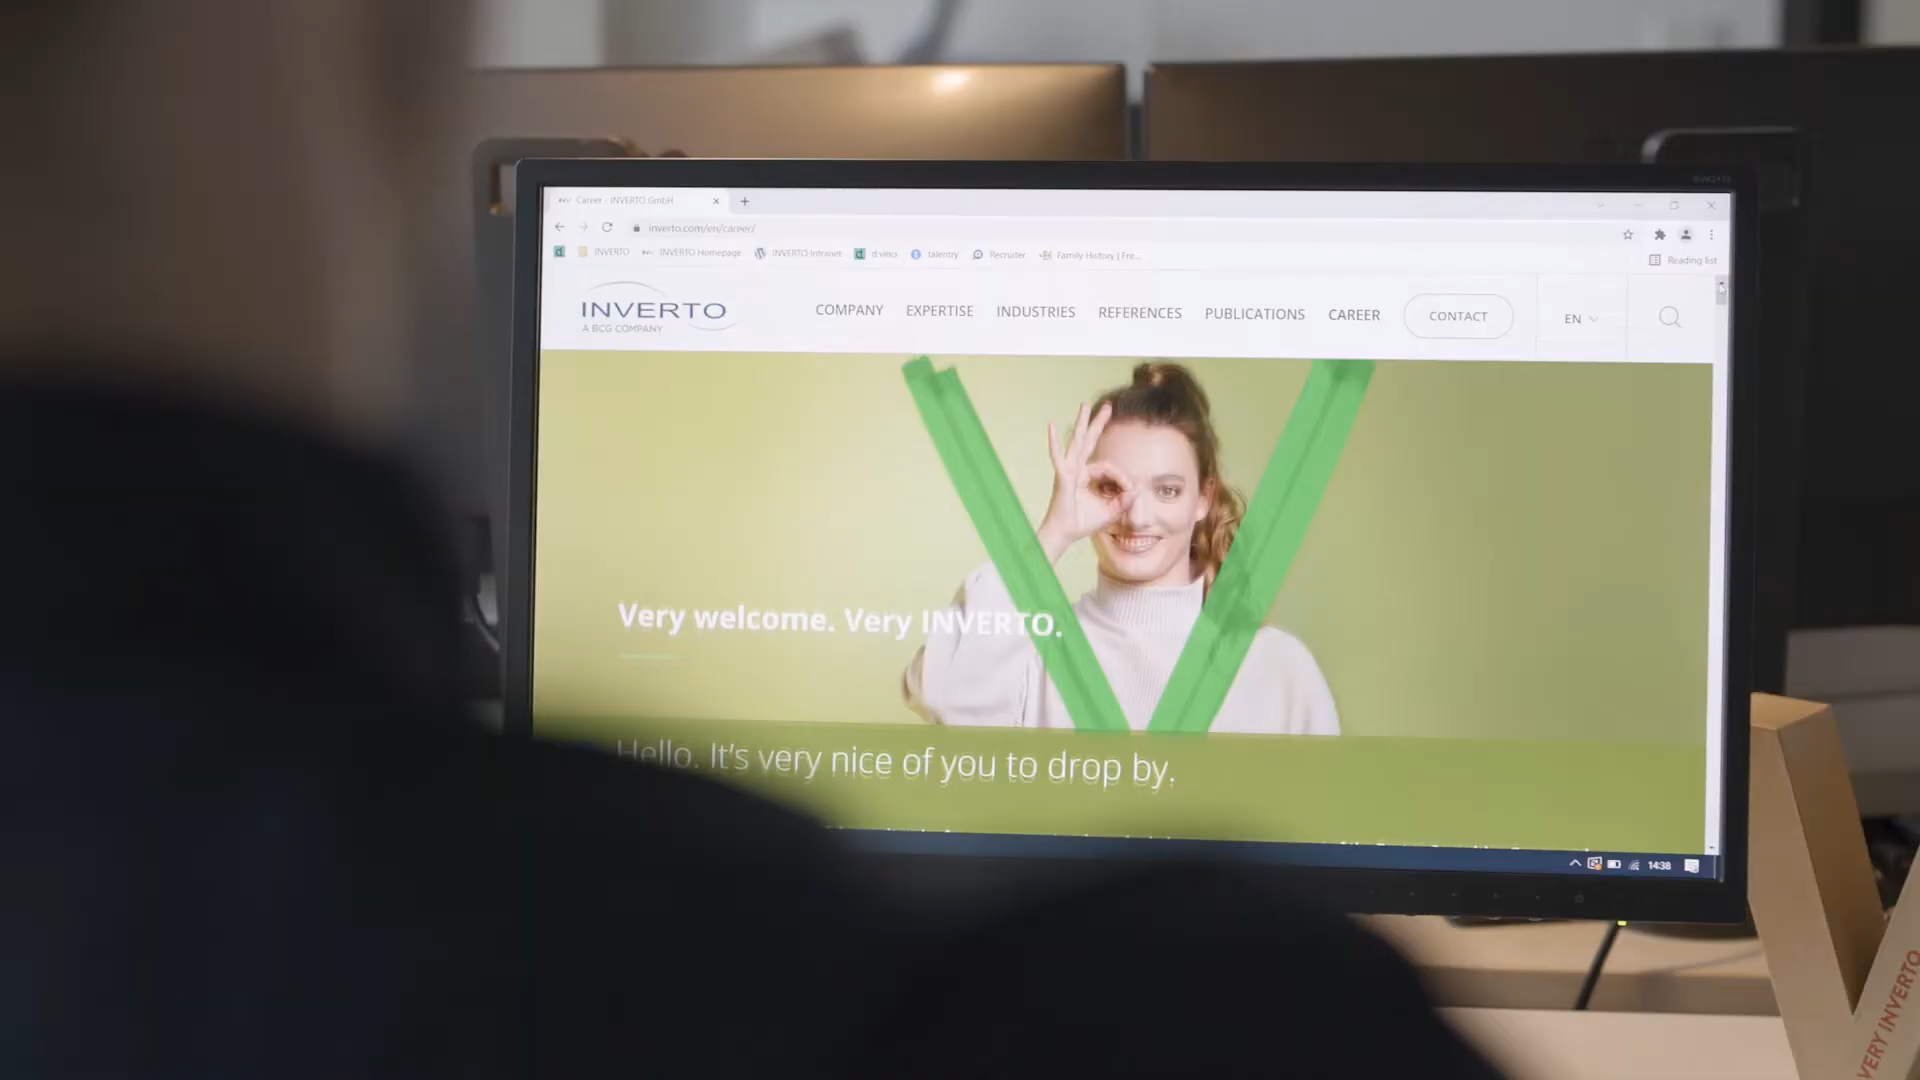 Career - INVERTO GmbH
inverto.com/en/career/
INVERTO INVERTO Homepage INVERTO Intranet d.vinci talentry Recruiter Family History | Fre...
Reading list
INVERTO
A BCG COMPANY
COMPANY EXPERTISE INDUSTRIES REFERENCES PUBLICATIONS CAREER CONTACT EN
Very welcome. Very INVERTO.
Hello. It's very nice of you to drop by.
14:38
VERY INVERTO